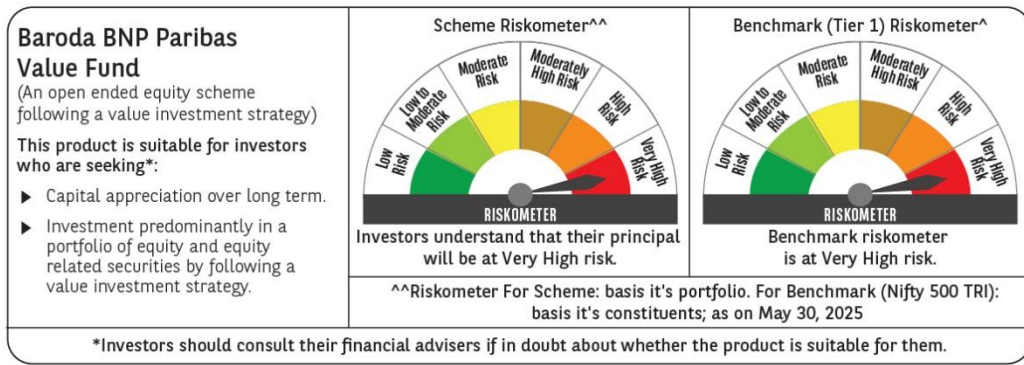 Baroda BNP Paribas
Value Fund
(An open ended equity scheme
following a value investment strategy)
This product is suitable for investors
who are seeking*:
▶ Capital appreciation over long term.
▶ Investment predominantly in a
portfolio of equity and equity
related securities by following a
value investment strategy.
Scheme Riskometer^^
Low
Risk
Low to
Moderate
Risk
Moderate
Risk
Moderately
High Risk
High
Risk
Very High
Risk
RISKOMETER
Investors understand that their principal
will be at Very High risk.
Benchmark (Tier 1) Riskometer^
Low
Risk
Low to
Moderate
Risk
Moderate
Risk
Moderately
High Risk
High
Risk
Very High
Risk
RISKOMETER
Benchmark riskometer
is at Very High risk.
^^Riskometer For Scheme: basis it's portfolio. For Benchmark (Nifty 500 TRI):
basis it's constituents; as on May 30, 2025
*Investors should consult their financial advisers if in doubt about whether the product is suitable for them.